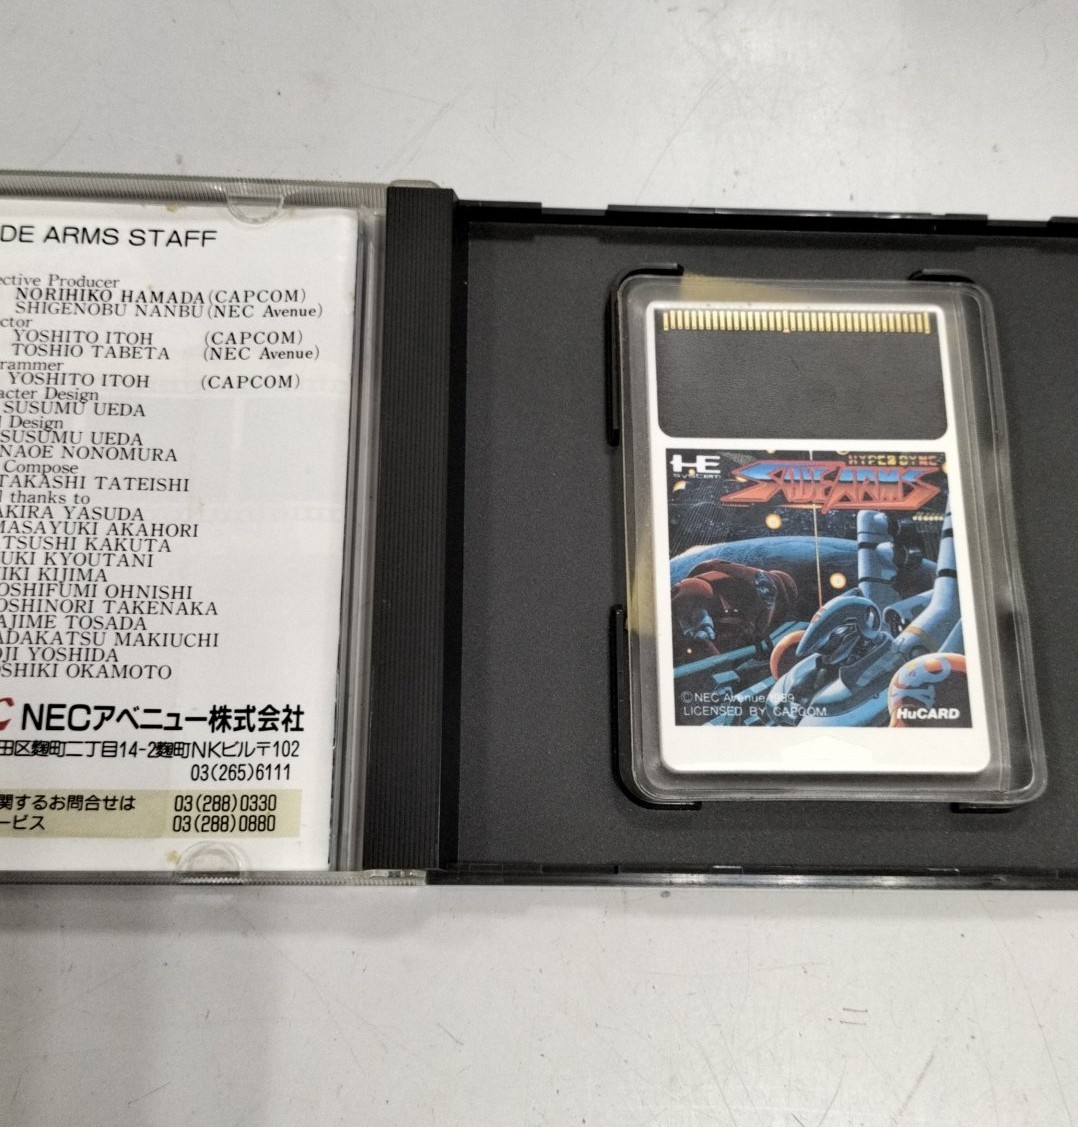 DE ARMS STAFF
ective Producer
NORIHIKO HAMADA (CAPCOM)
SHIGENOBU NANBU (NEC Avenue)
ctor
YOSHITO ITOH (CAPCOM)
TOSHIO TABETA (NEC Avenue)
rammer
YOSHITO ITOH (CAPCOM)
acter Design
SUSUMU UEDA
l Design
SUSUMU UEDA
NAOE NONOMURA
Compose
TAKASHI TATEISHI
l thanks to
AKIRA YASUDA
MASAYUKI AKAHORI
TSUSHI KAKUTA
UKI KYOUTANI
IKI KIJIMA
OSHIFUMI OHNISHI
OSHINORI TAKENAKA
AJIME TOSADA
ADAKATSU MAKIUCHI
OJI YOSHIDA
OSHIKI OKAMOTO
NECアベニュー株式会社
田区麹町二丁目14-2麹町NKビル〒102
03(265)6111
関するお問合せは 03(288)0330
ービス 03(288)0880
HE SYSTEM
HYPER DYNE
SIDE ARMS
©NEC Avenue 1989
LICENSED BY CAPCOM
HuCARD